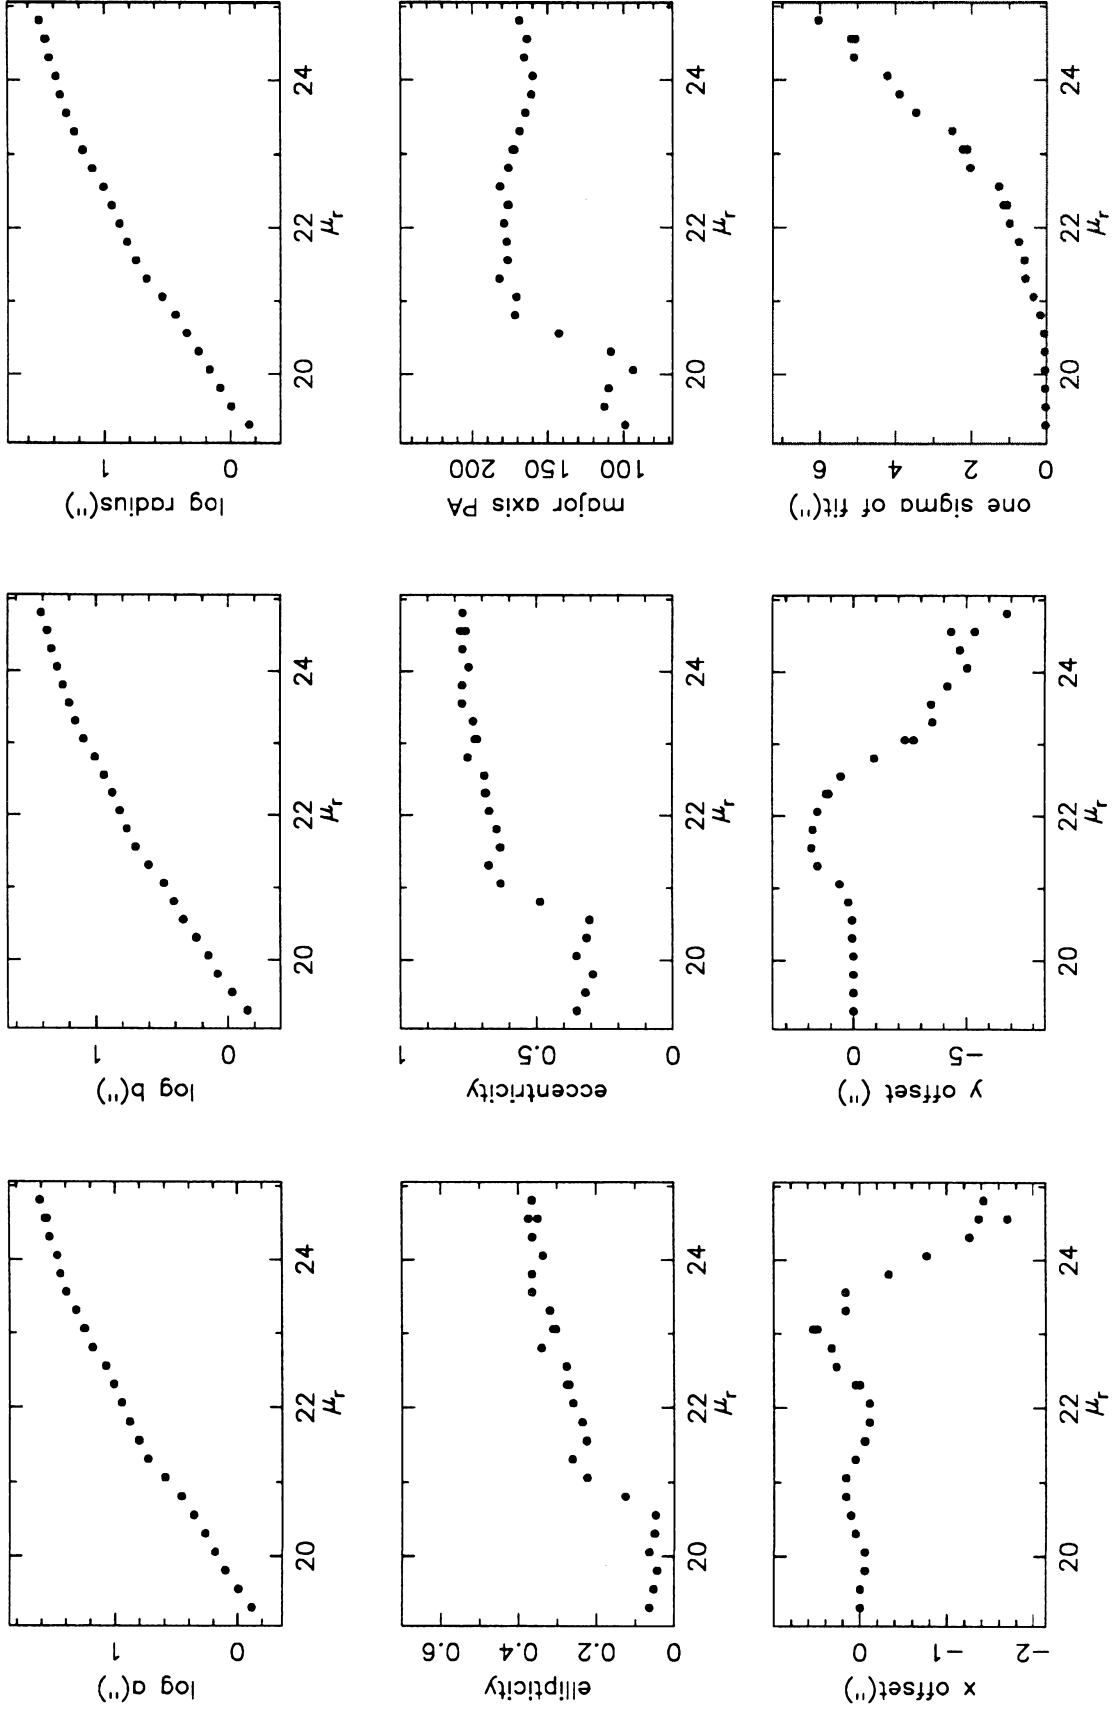 log radius(")
1
0
20
22
24
μr
major axis PA
200
150
100
20
22
24
μr
one sigma of fit(")
6
4
2
0
20
22
24
μr
log b(")
1
0
20
22
24
μr
eccentricity
1
0.5
0
20
22
24
μr
y offset (")
0
-5
20
22
24
μr
log a(")
1
0
20
22
24
μr
ellipticity
0.6
0.4
0.2
0
20
22
24
μr
x offset(")
0
-1
-2
20
22
24
μr